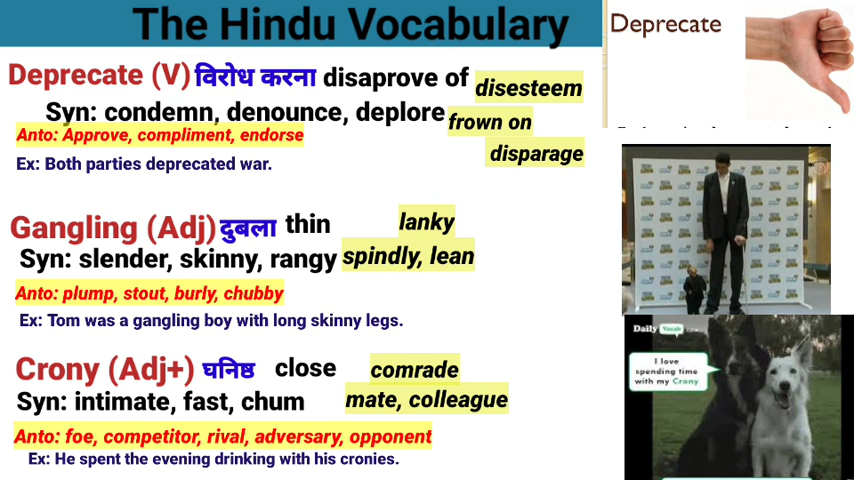 The Hindu Vocabulary
Deprecate (V) विरोध करना disaprove of disesteem
Syn: condemn, denounce, deplore frown on
Anto: Approve, compliment, endorse
disparage
Ex: Both parties deprecated war.
Gangling (Adj) दुबला thin lanky
Syn: slender, skinny, rangy spindly, lean
Anto: plump, stout, burly, chubby
Ex: Tom was a gangling boy with long skinny legs.
Crony (Adj+) घनिष्ठ close comrade
Syn: intimate, fast, chum mate, colleague
Anto: foe, competitor, rival, adversary, opponent
Ex: He spent the evening drinking with his cronies.
Deprecate
Daily Vocab
I love
spending time
with my Crony